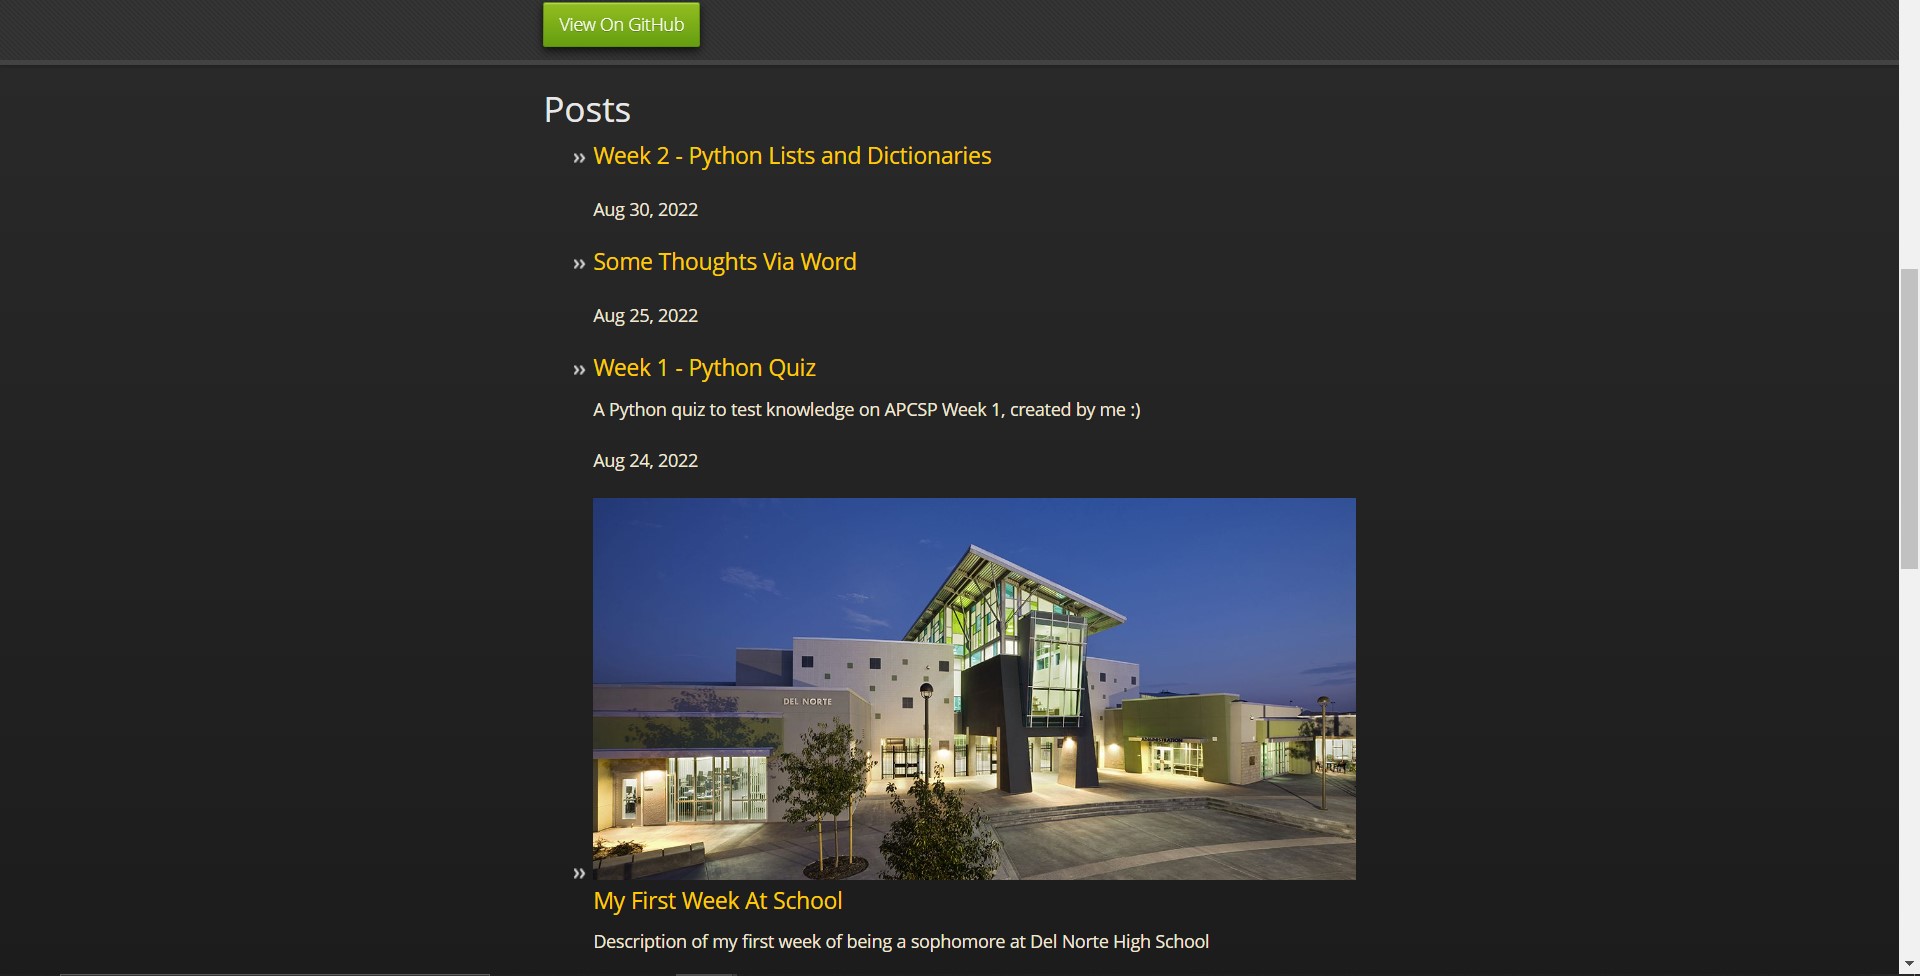 View On GitHub
Posts
» Week 2 - Python Lists and Dictionaries
Aug 30, 2022
» Some Thoughts Via Word
Aug 25, 2022
» Week 1 - Python Quiz
A Python quiz to test knowledge on APCSP Week 1, created by me :)
Aug 24, 2022
DEL NORTE
ADMINISTRATION
»
My First Week At School
Description of my first week of being a sophomore at Del Norte High School